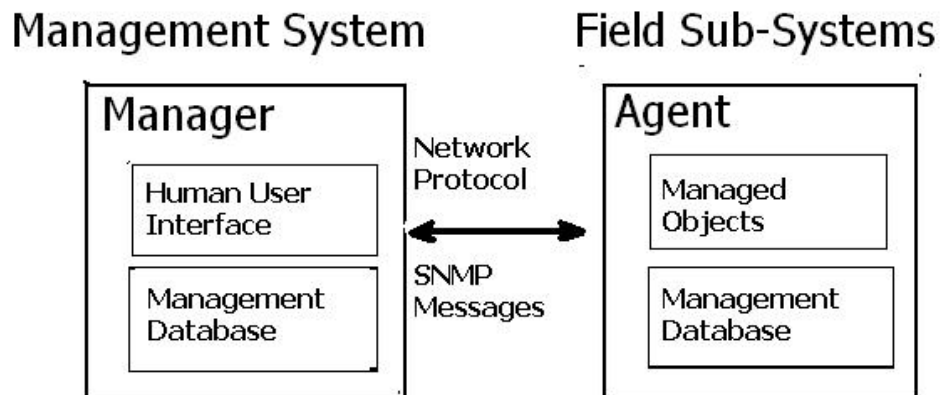 Management System
Field Sub-Systems
Manager
Human User
Interface
Management
Database
Network
Protocol
SNMP
Messages
Agent
Managed
Objects
Management
Database